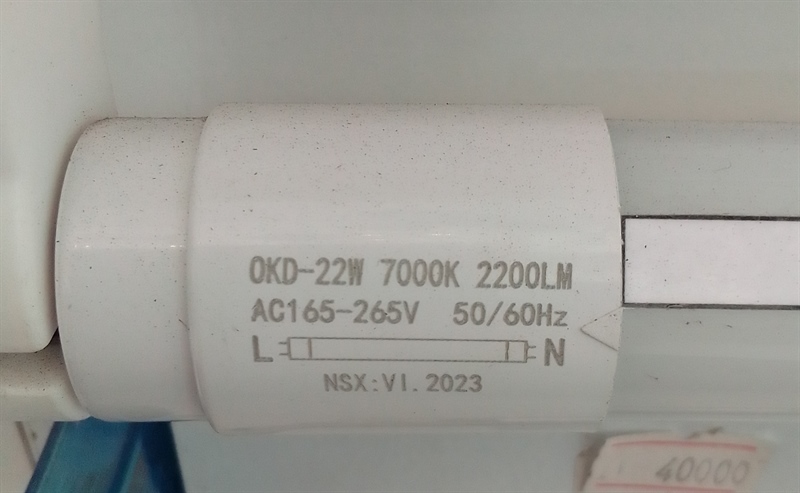 OKD-22W 7000K 2200LM
AC165-265V 50/60Hz
L N
NSX:VI.2023
40000